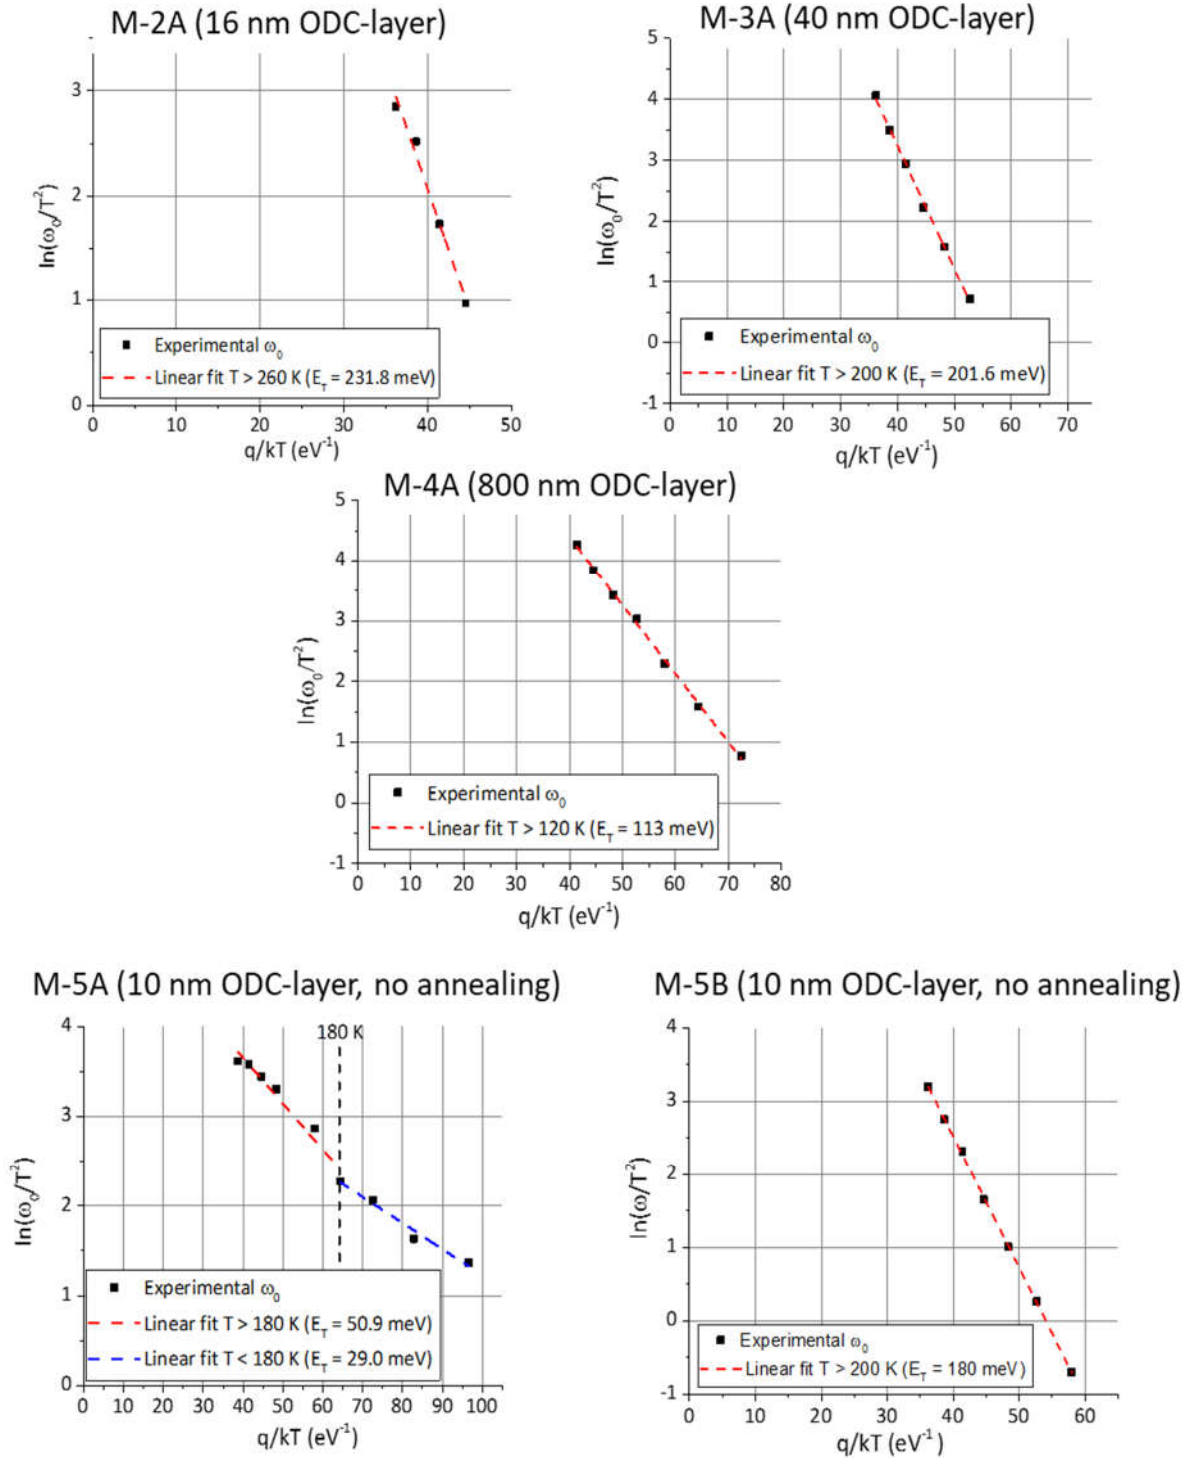 M-2A (16 nm ODC-layer)
3
2
1
0
ln(ω₀/T²)
Experimental ω₀
Linear fit T > 260 K (E_T = 231.8 meV)
0 10 20 30 40 50
q/kT (eV⁻¹)
M-3A (40 nm ODC-layer)
5
4
3
2
1
0
-1
ln(ω₀/T²)
Experimental ω₀
Linear fit T > 200 K (E_T = 201.6 meV)
0 10 20 30 40 50 60 70
q/kT (eV⁻¹)
M-4A (800 nm ODC-layer)
5
4
3
2
1
0
-1
ln(ω₀/T²)
Experimental ω₀
Linear fit T > 120 K (E_T = 113 meV)
0 10 20 30 40 50 60 70 80
q/kT (eV⁻¹)
M-5A (10 nm ODC-layer, no annealing)
180 K
4
3
2
1
0
ln(ω₀/T²)
Experimental ω₀
Linear fit T > 180 K (E_T = 50.9 meV)
Linear fit T < 180 K (E_T = 29.0 meV)
0 10 20 30 40 50 60 70 80 90 100
q/kT (eV⁻¹)
M-5B (10 nm ODC-layer, no annealing)
4
3
2
1
0
-1
ln(ω/T²)
Experimental ω₀
Linear fit T > 200 K (E_T = 180 meV)
0 10 20 30 40 50 60
q/kT (eV⁻¹)